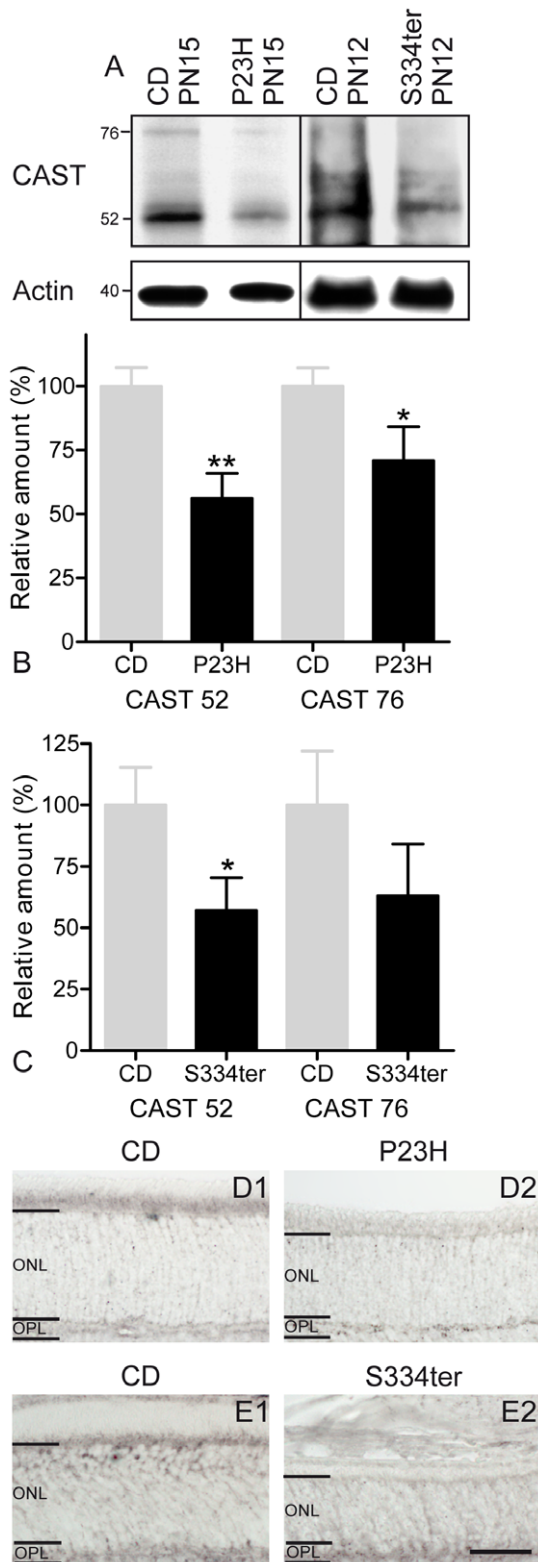 A
CD PN15
P23H PN15
CD PN12
S334ter PN12
CAST
76
52
Actin
40
Relative amount (%)
100
75
50
25
0
**
*
CD
P23H
CD
P23H
CAST 52
CAST 76
B
Relative amount (%)
125
100
75
50
25
0
*
CD
S334ter
CD
S334ter
CAST 52
CAST 76
C
CD
P23H
D1
ONL
OPL
D2
ONL
OPL
CD
S334ter
E1
ONL
OPL
E2
ONL
OPL